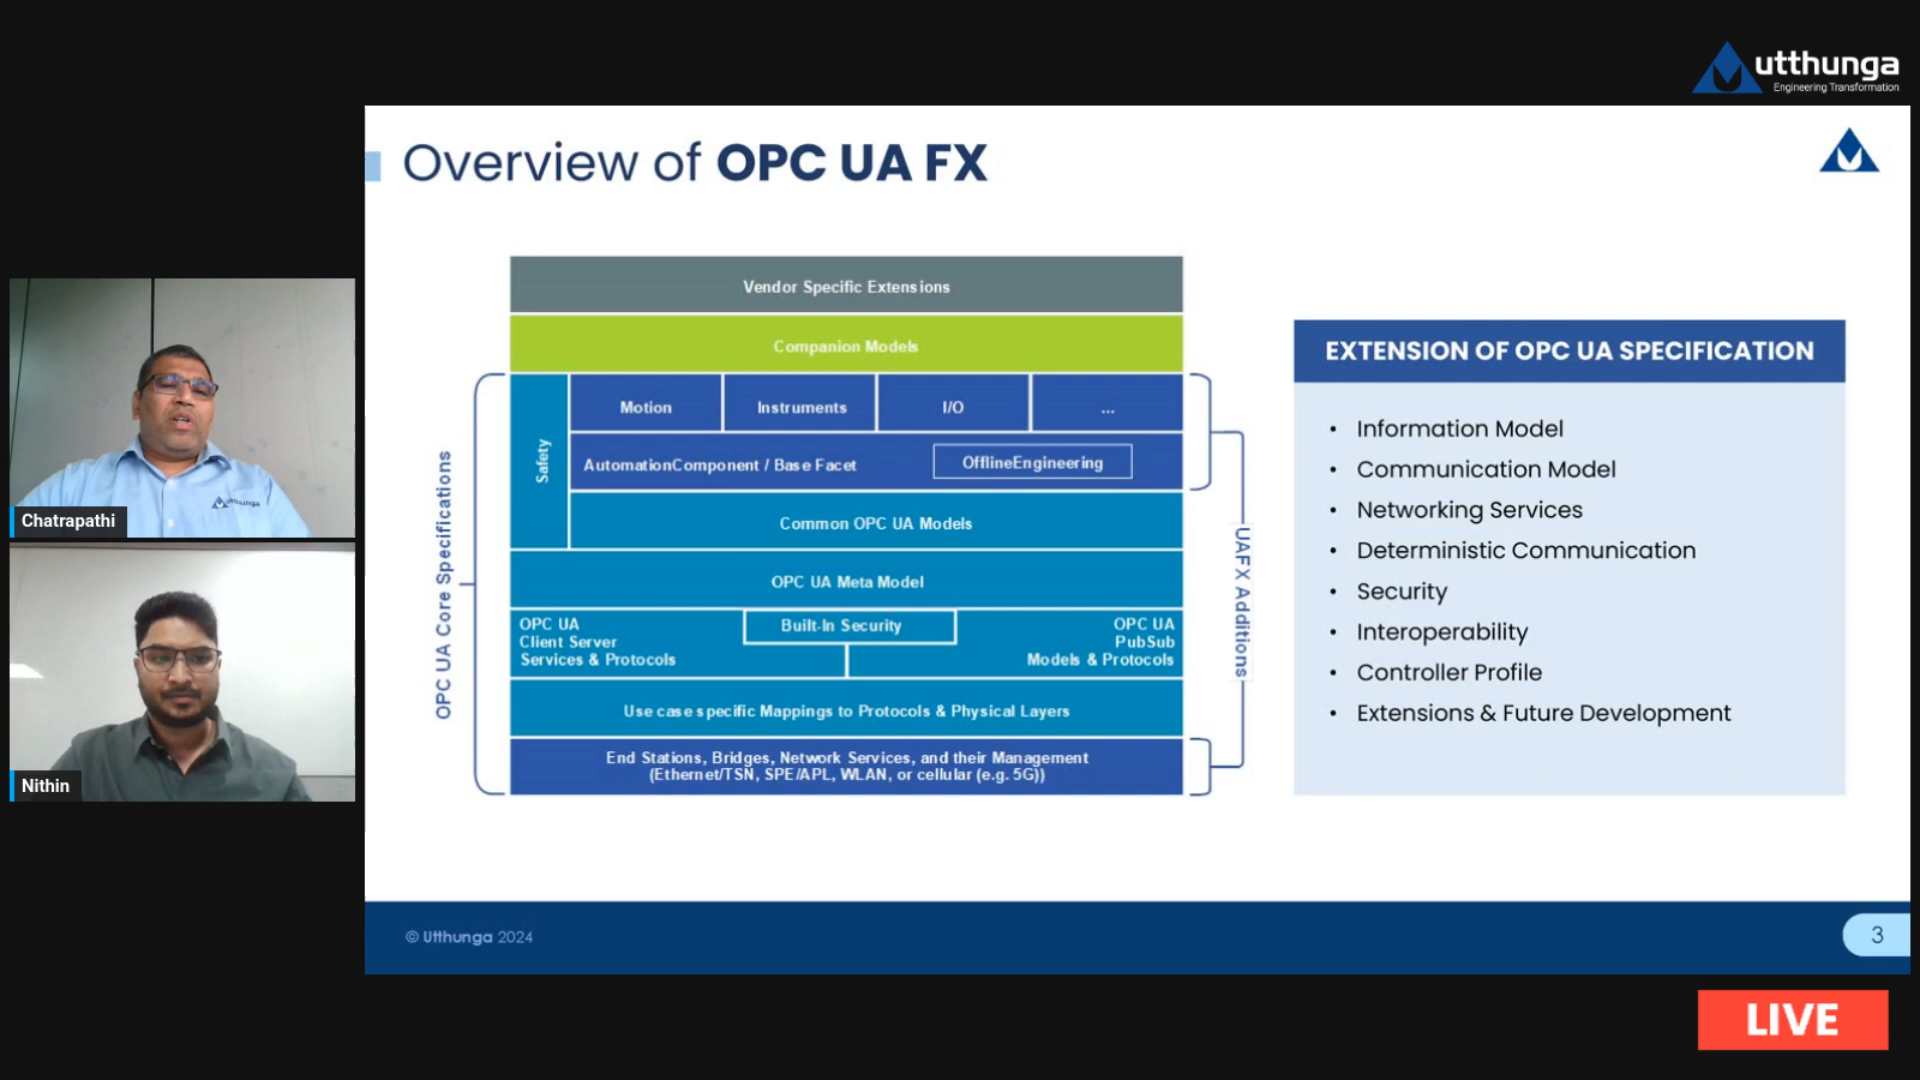 utthunga
Engineering Transformation
Overview of OPC UA FX
Vendor Specific Extensions
Companion Models
Safety
Motion
Instruments
I/O
...
AutomationComponent / Base Facet
OfflineEngineering
Common OPC UA Models
OPC UA Meta Model
OPC UA
Client Server
Services & Protocols
Built-In Security
OPC UA
PubSub
Models & Protocols
Use case specific Mappings to Protocols & Physical Layers
End Stations, Bridges, Network Services, and their Management
(Ethernet/TSN, SPE/APL, WLAN, or cellular (e.g. 5G))
OPC UA Core Specifications
UAFX Additions
EXTENSION OF OPC UA SPECIFICATION
• Information Model
• Communication Model
• Networking Services
• Deterministic Communication
• Security
• Interoperability
• Controller Profile
• Extensions & Future Development
utthunga
Chatrapathi
Nithin
© Utthunga 2024
3
LIVE